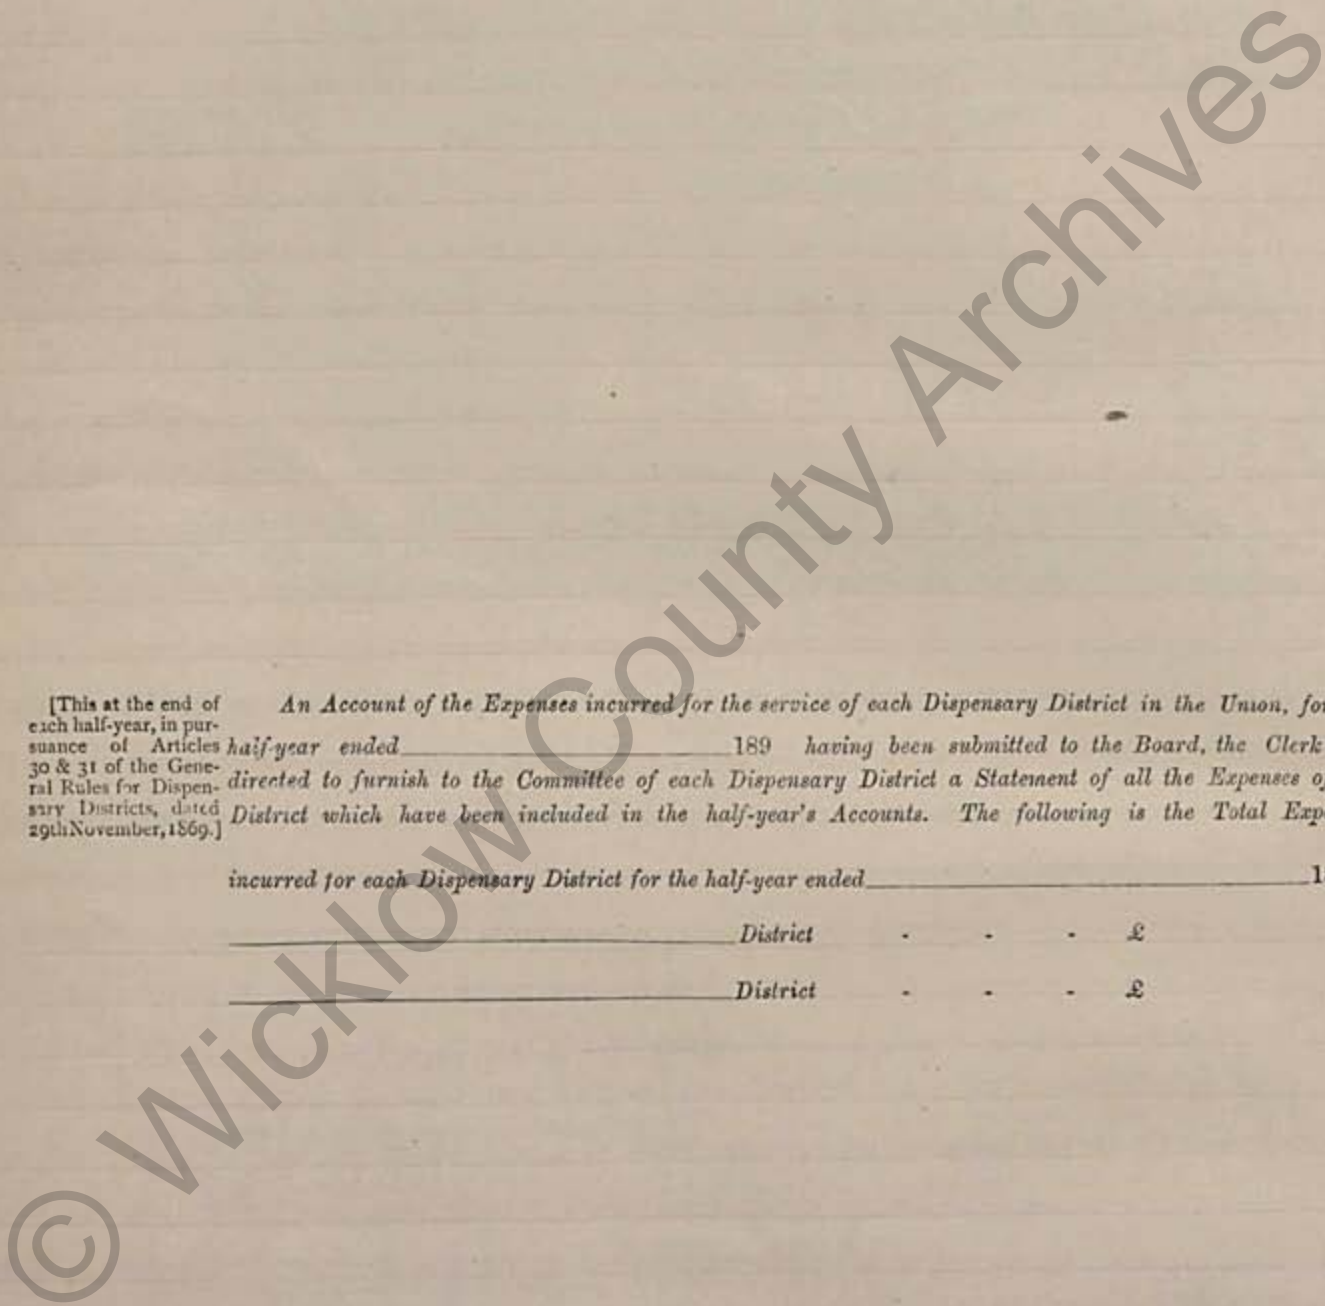 [This at the end of
each half-year, in pur-
suance of Articles
30 & 31 of the Gene-
ral Rules for Dispen-
sary Districts, dated
29th November, 1869.]
An Account of the Expenses incurred for the service of each Dispensary District in the Union, for
half-year ended 189 having been submitted to the Board, the Clerk
directed to furnish to the Committee of each Dispensary District a Statement of all the Expenses of
District which have been included in the half-year's Accounts. The following is the Total Exp
incurred for each Dispensary District for the half-year ended 1
District - - - £
District - - - £
© Wicklow County Archives